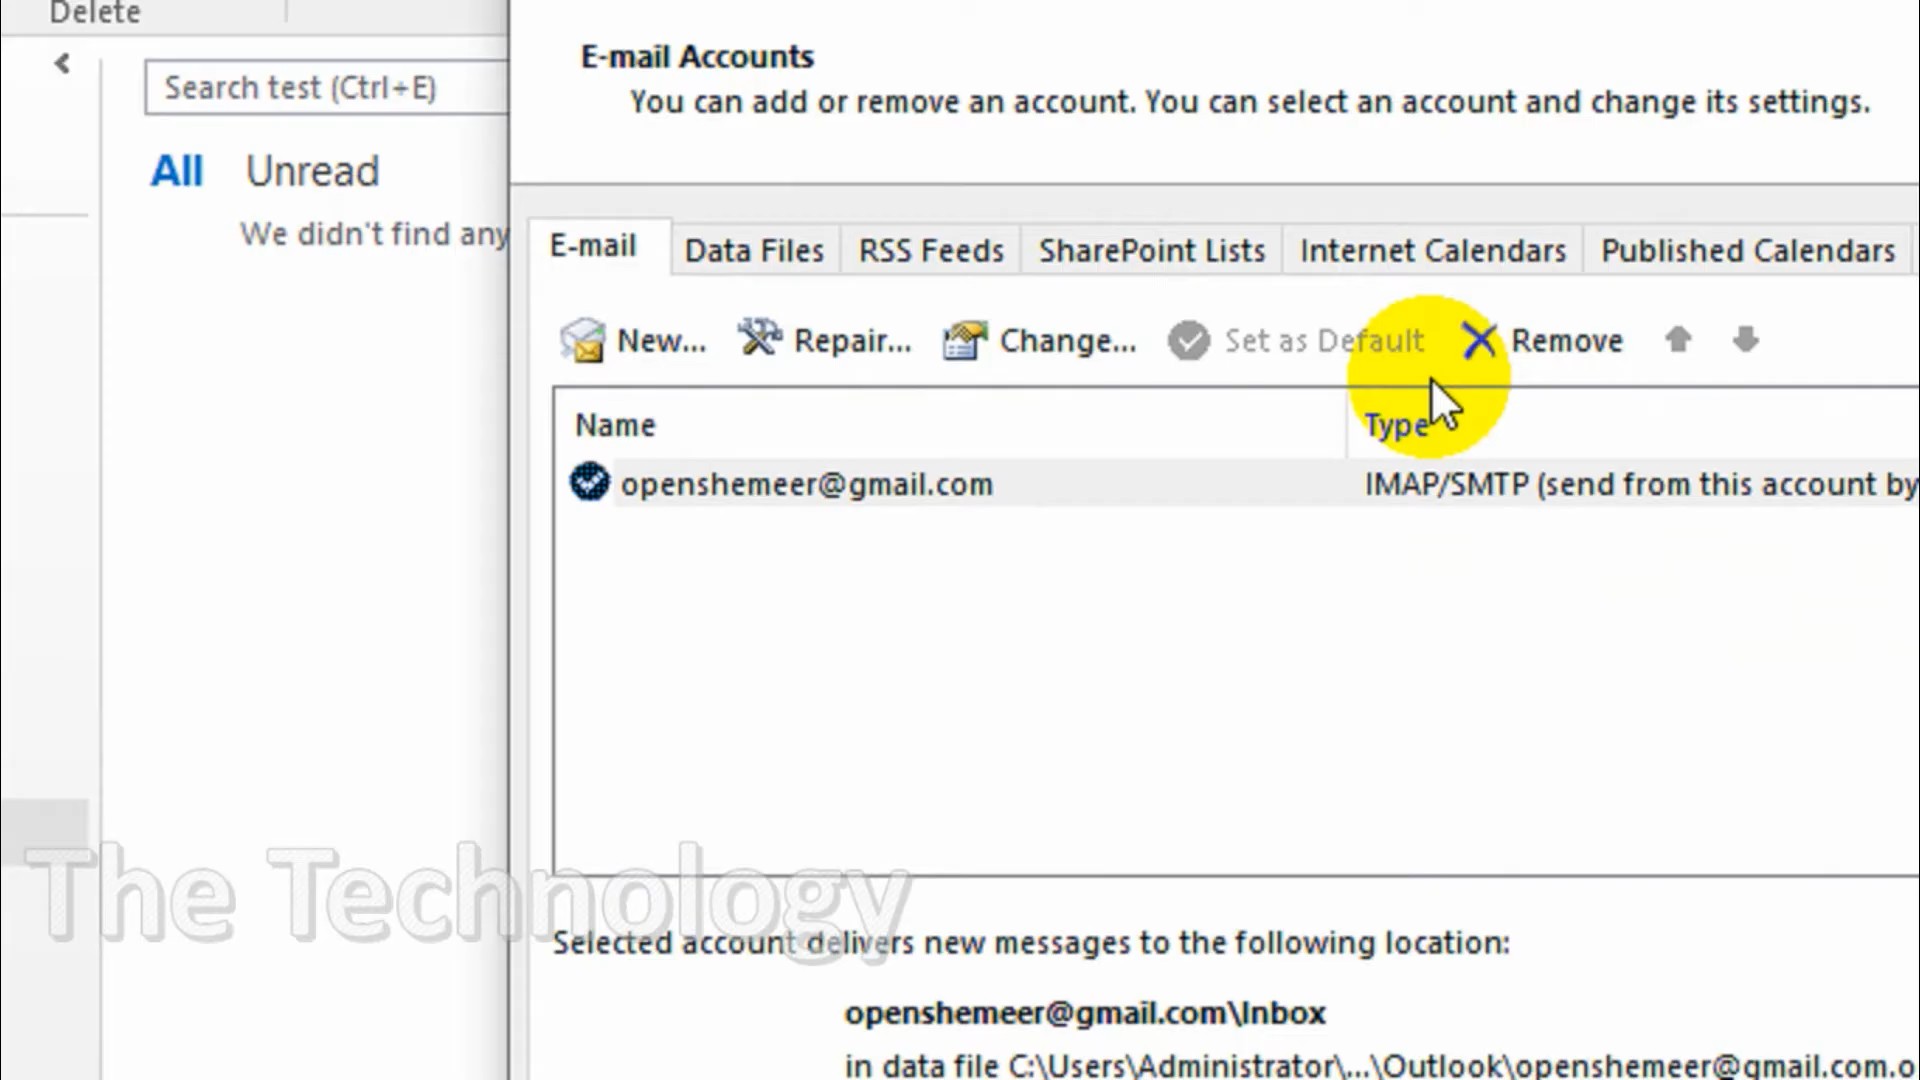 Delete
E-mail Accounts
You can add or remove an account. You can select an account and change its settings.
Search test (Ctrl+E)
All Unread
We didn't find any
E-mail Data Files RSS Feeds SharePoint Lists Internet Calendars Published Calendars
New... Repair... Change... Set as Default Remove
Name Type
openshemeer@gmail.com IMAP/SMTP (send from this account by
The Technology
Selected account delivers new messages to the following location:
openshemeer@gmail.com\Inbox
in data file C:\Users\Administrator\...\Outlook\openshemeer@gmail.com.o